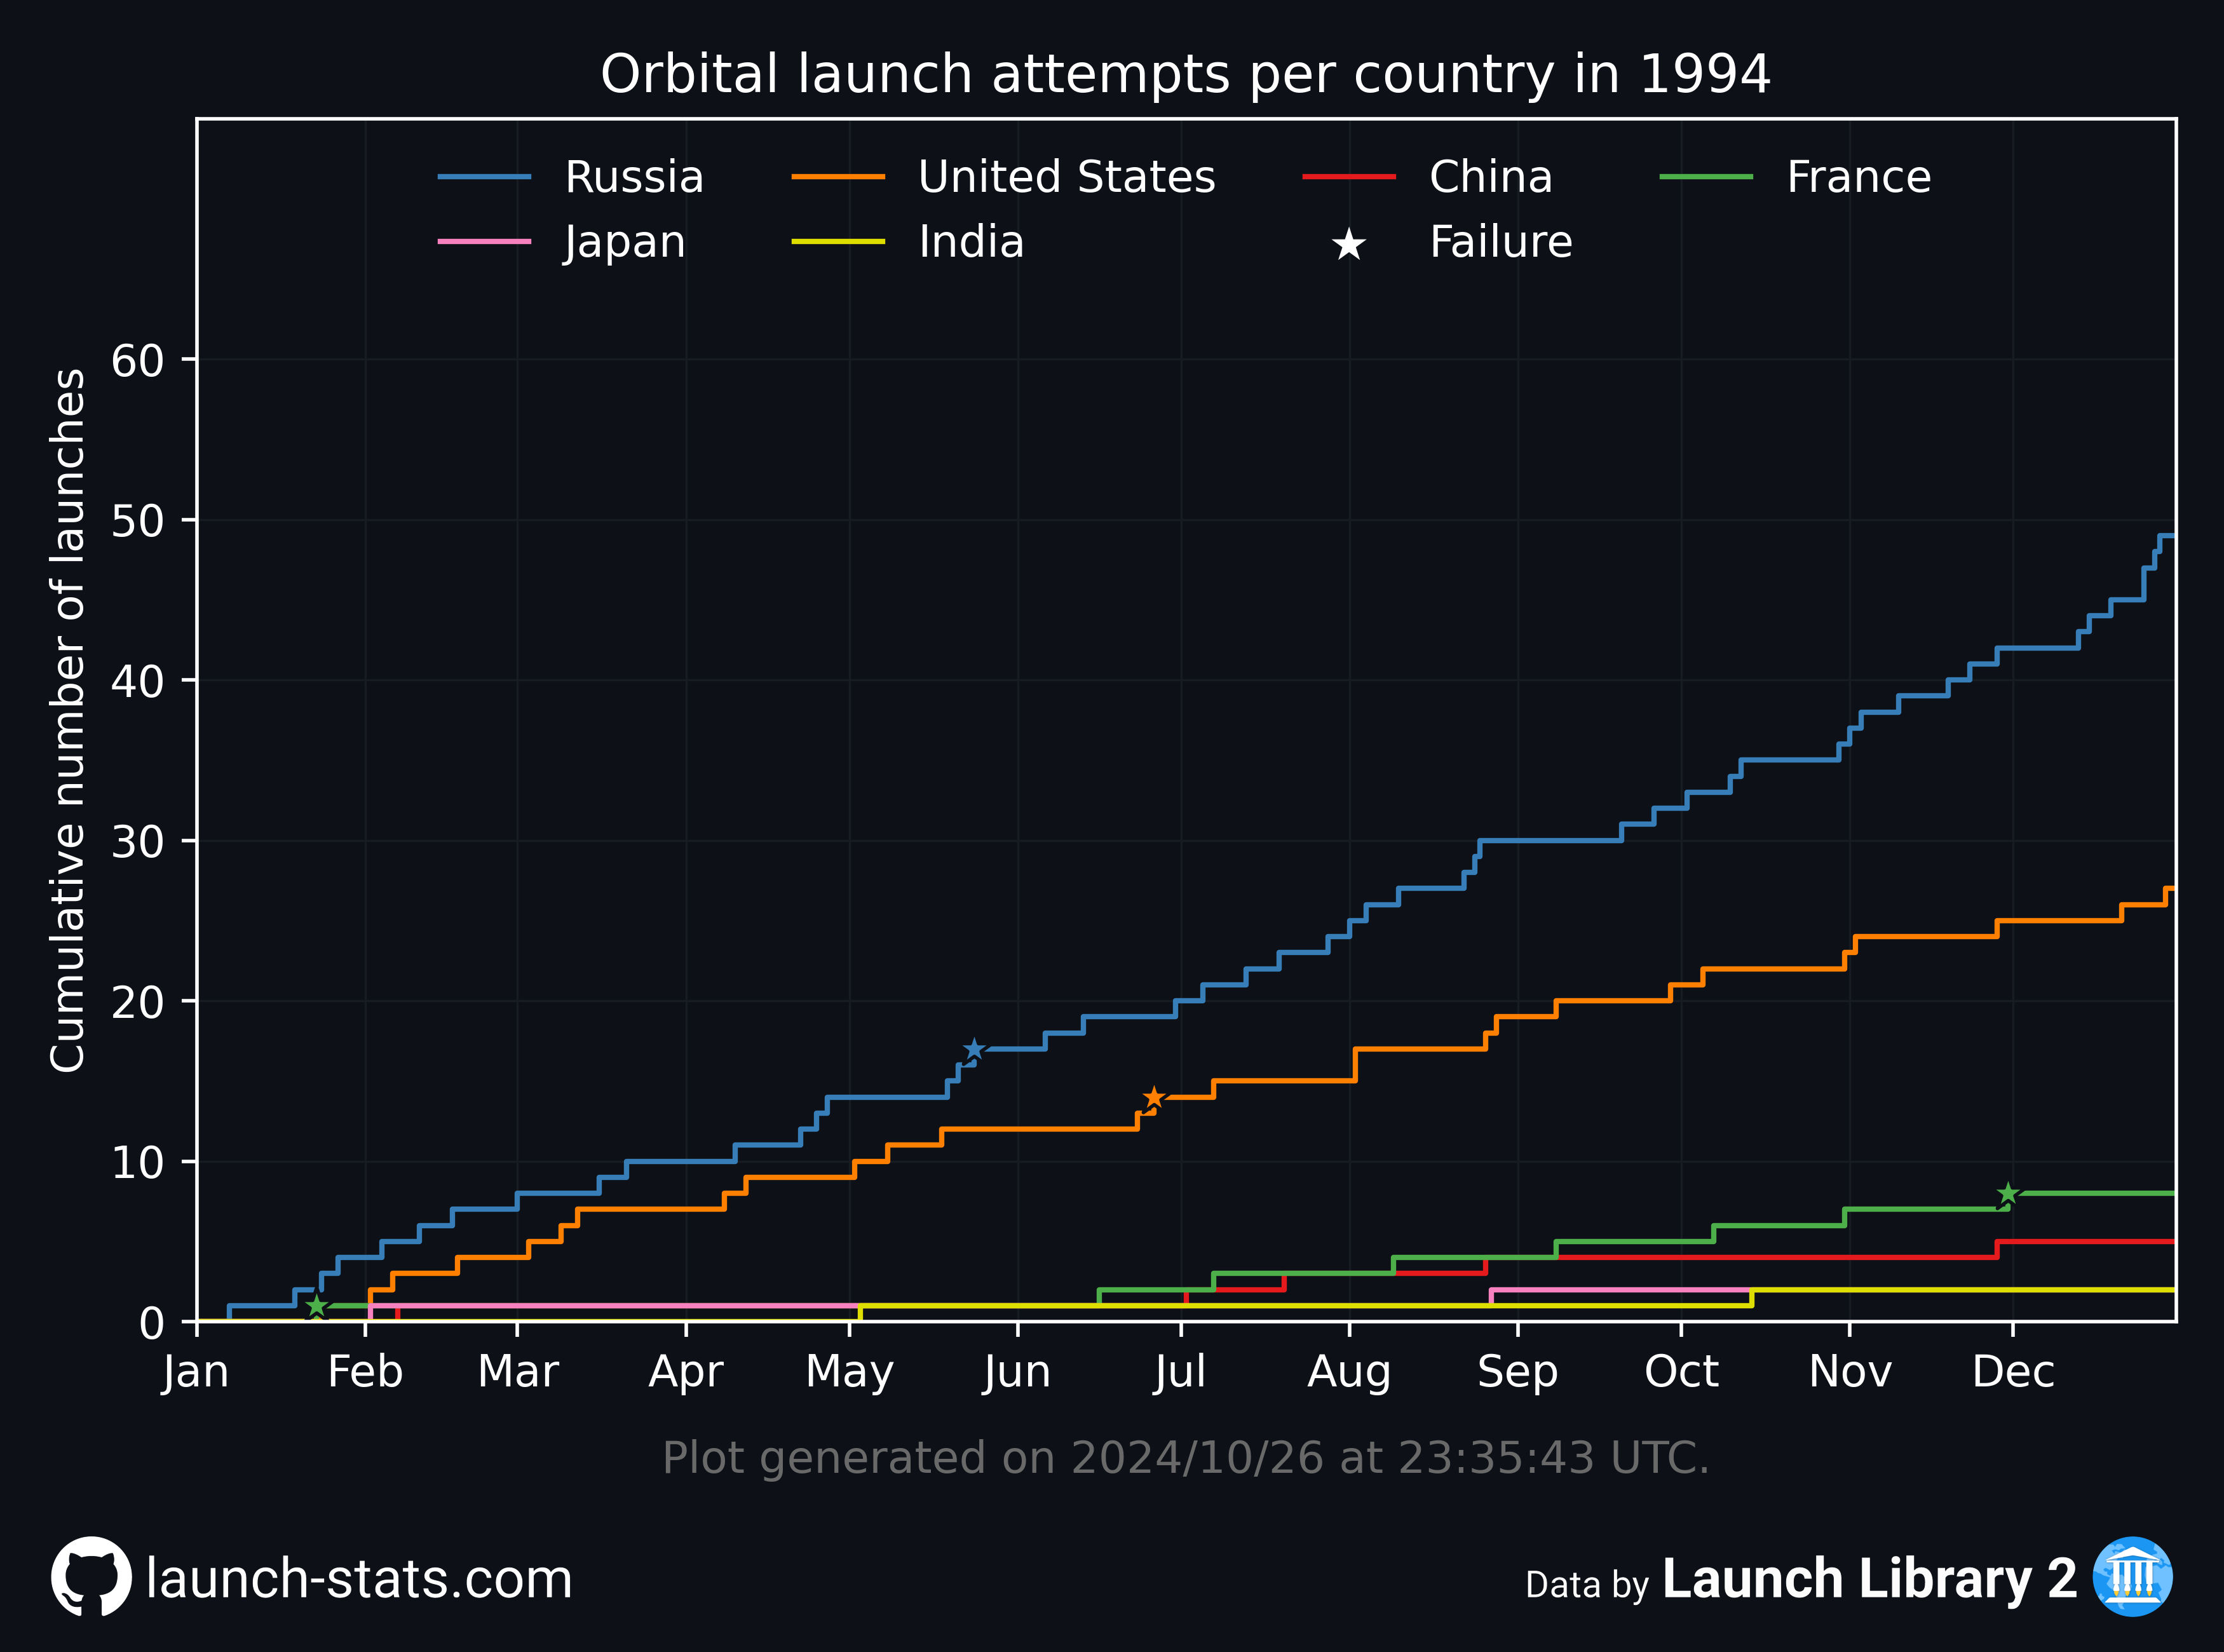 Orbital launch attempts per country in 1994
Russia United States China France
Japan India Failure
Cumulative number of launches
60
50
40
30
20
10
0
Jan Feb Mar Apr May Jun Jul Aug Sep Oct Nov Dec
Plot generated on 2024/10/26 at 23:35:43 UTC.
launch-stats.com
Data by Launch Library 2